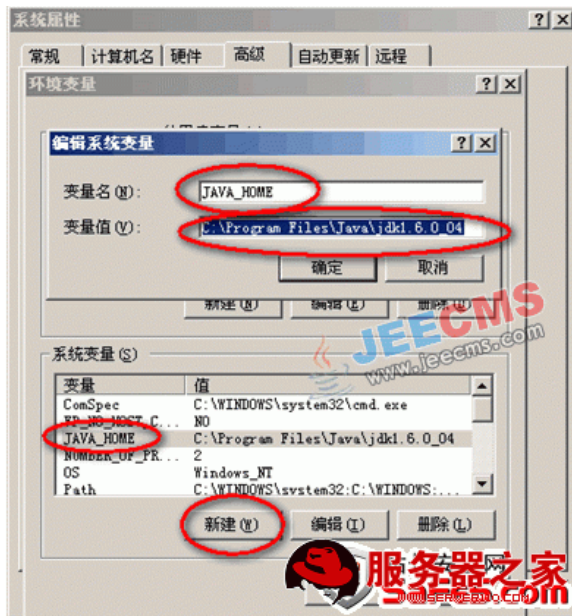 系统属性
常规 计算机名 硬件 高级 自动更新 远程
环境变量
编辑系统变量
变量名(N): JAVA_HOME
变量值(V): C:\Program Files\Java\jdk1.6.0_04
确定 取消
新建(N) 编辑(E) 删除(D)
JEECMS
www.jeecms.com
系统变量(S)
变量 值
ComSpec C:\WINDOWS\system32\cmd.exe
FP_NO_HOST_C... NO
JAVA_HOME C:\Program Files\Java\jdk1.6.0_04
NUMBER_OF_PR... 2
OS Windows_NT
Path C:\WINDOWS\system32;C:\WINDOWS;...
新建(W) 编辑(I) 删除(L)
服务器之家